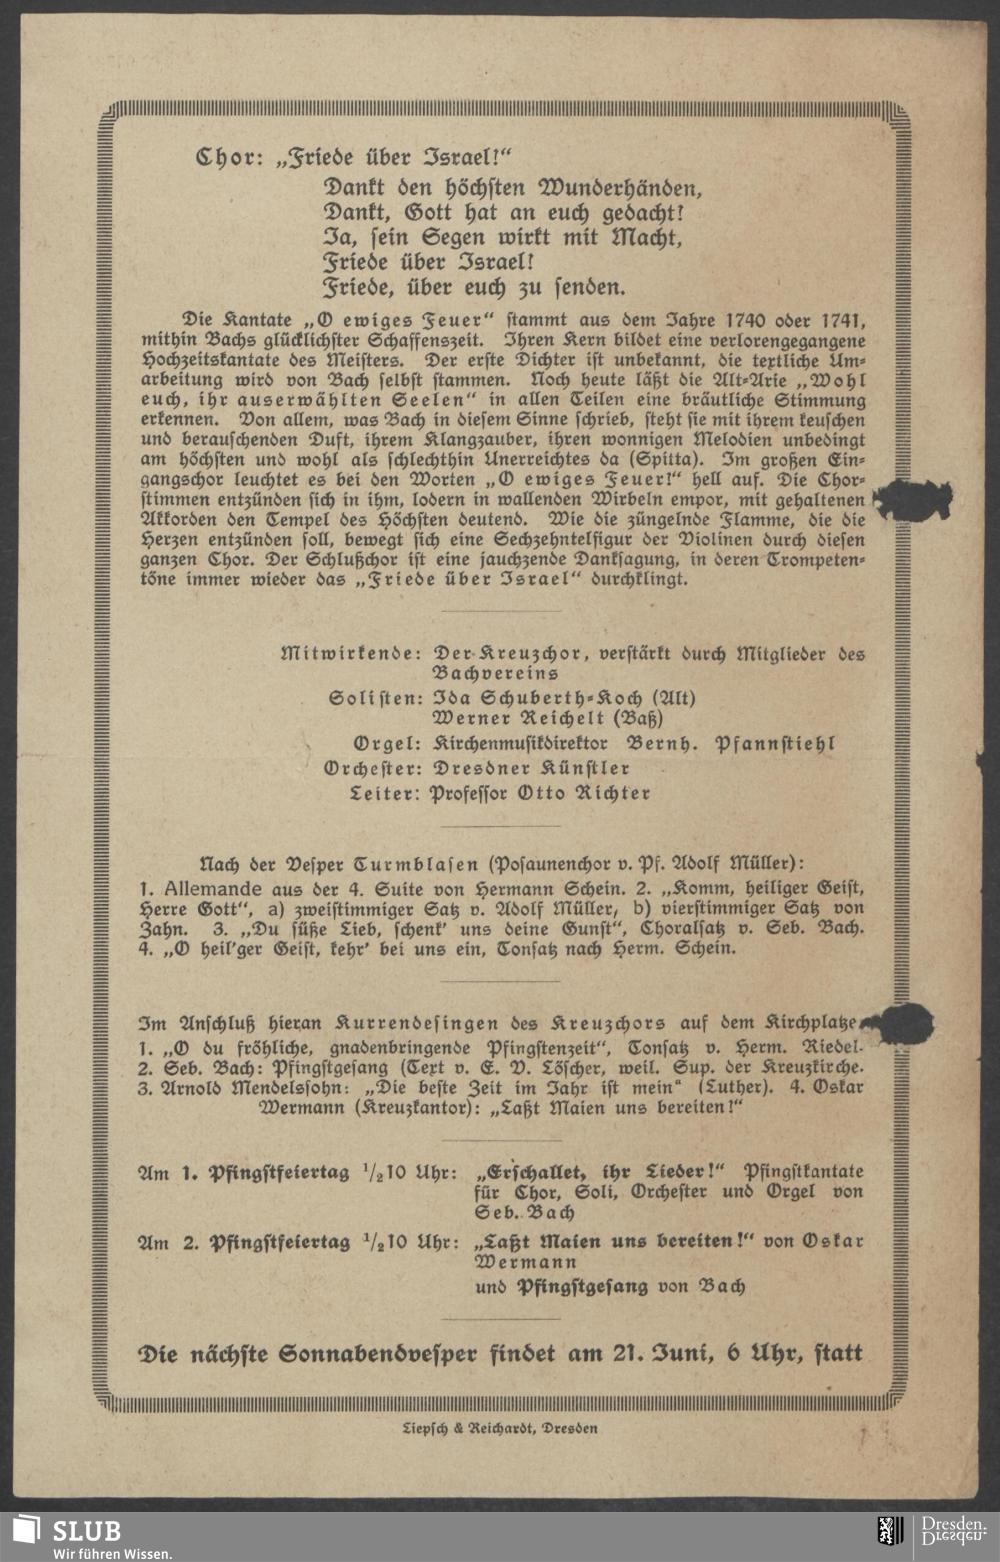 Chor: „Friede über Israel!“
Dankt den höchsten Wunderhänden,
Dankt, Gott hat an euch gedacht!
Ja, sein Segen wirkt mit Macht,
Friede über Israel!
Friede, über euch zu senden.
Die Kantate „O ewiges Feuer“ stammt aus dem Jahre 1740 oder 1741,
mithin Bachs glücklichster Schaffenszeit. Ihren Kern bildet eine verlorengegangene
Hochzeitskantate des Meisters. Der erste Dichter ist unbekannt, die textliche Um-
arbeitung wird von Bach selbst stammen. Noch heute läßt die Alt-Arie „Wohl
euch, ihr auserwählten Seelen“ in allen Teilen eine bräutliche Stimmung
erkennen. Von allem, was Bach in diesem Sinne schrieb, steht sie mit ihrem keuschen
und berauschenden Duft, ihrem Klangzauber, ihren wonnigen Melodien unbedingt
am höchsten und wohl als schlechthin Unerreichtes da (Spitta). Im großen Ein-
gangschor leuchtet es bei den Worten „O ewiges Feuer!“ hell auf. Die Chor-
stimmen entzünden sich in ihm, lodern in wallenden Wirbeln empor, mit gehaltenen
Akkorden den Tempel des Höchsten deutend. Wie die züngelnde Flamme, die die
Herzen entzünden soll, bewegt sich eine Sechzehntelfigur der Violinen durch diesen
ganzen Chor. Der Schlußchor ist eine jauchzende Danksagung, in deren Trompeten-
töne immer wieder das „Friede über Israel“ durchklingt.
Mitwirkende: Der Kreuzchor, verstärkt durch Mitglieder des
Bachvereins
Solisten: Ida Schuberth-Koch (Alt)
Werner Reichelt (Baß)
Orgel: Kirchenmusikdirektor Bernh. Pfannstiehl
Orchester: Dresdner Künstler
Leiter: Professor Otto Richter
Nach der Vesper Turmblasen (Posaunenchor v. Pf. Adolf Müller):
1. Allemande aus der 4. Suite von Hermann Schein. 2. „Komm, heiliger Geist,
Herre Gott“, a) zweistimmiger Satz v. Adolf Müller, b) vierstimmiger Satz von
Zahn. 3. „Du süße Lieb, schenk' uns deine Gunst“, Choralsatz v. Seb. Bach.
4. „O heil'ger Geist, kehr' bei uns ein, Tonsatz nach Herm. Schein.
Im Anschluß hieran Kurrendesingen des Kreuzchors auf dem Kirchplatze
1. „O du fröhliche, gnadenbringende Pfingstenzeit“, Tonsatz v. Herm. Riedel.
2. Seb. Bach: Pfingstgesang (Text v. E. V. Löscher, weil. Sup. der Kreuzkirche.
3. Arnold Mendelssohn: „Die beste Zeit im Jahr ist mein“ (Luther). 4. Oskar
Wermann (Kreuzkantor): „Laßt Maien uns bereiten!“
Am 1. Pfingstfeiertag 1/2 10 Uhr: „Erschallet, ihr Lieder!“ Pfingstkantate
für Chor, Soli, Orchester und Orgel von
Seb. Bach
Am 2. Pfingstfeiertag 1/2 10 Uhr: „Laßt Maien uns bereiten!“ von Oskar
Wermann
und Pfingstgesang von Bach
Die nächste Sonnabendvesper findet am 21. Juni, 6 Uhr, statt
Liepsch & Reichardt, Dresden
SLUB
Wir führen Wissen.
Dresden.
Dresden.